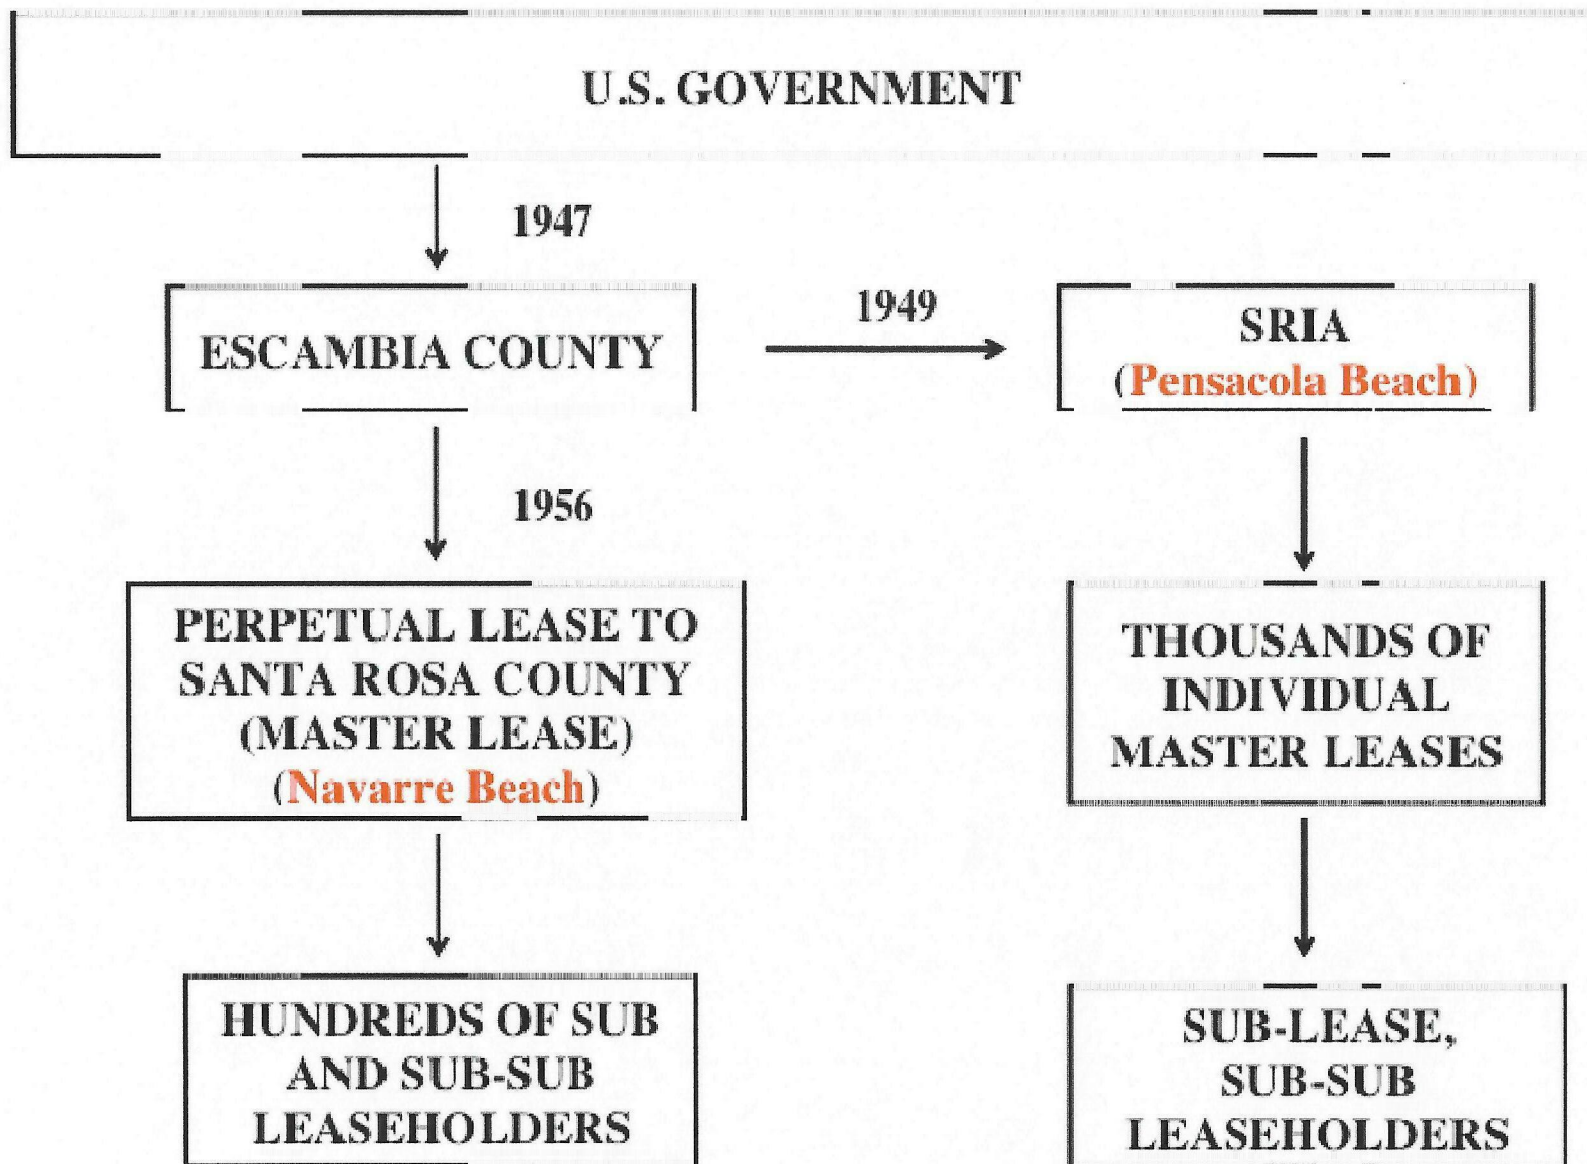 U.S. GOVERNMENT
1947
ESCAMBIA COUNTY
1949
SRIA
(Pensacola Beach)
1956
PERPETUAL LEASE TO
SANTA ROSA COUNTY
(MASTER LEASE)
(Navarre Beach)
THOUSANDS OF
INDIVIDUAL
MASTER LEASES
HUNDREDS OF SUB
AND SUB-SUB
LEASEHOLDERS
SUB-LEASE,
SUB-SUB
LEASEHOLDERS